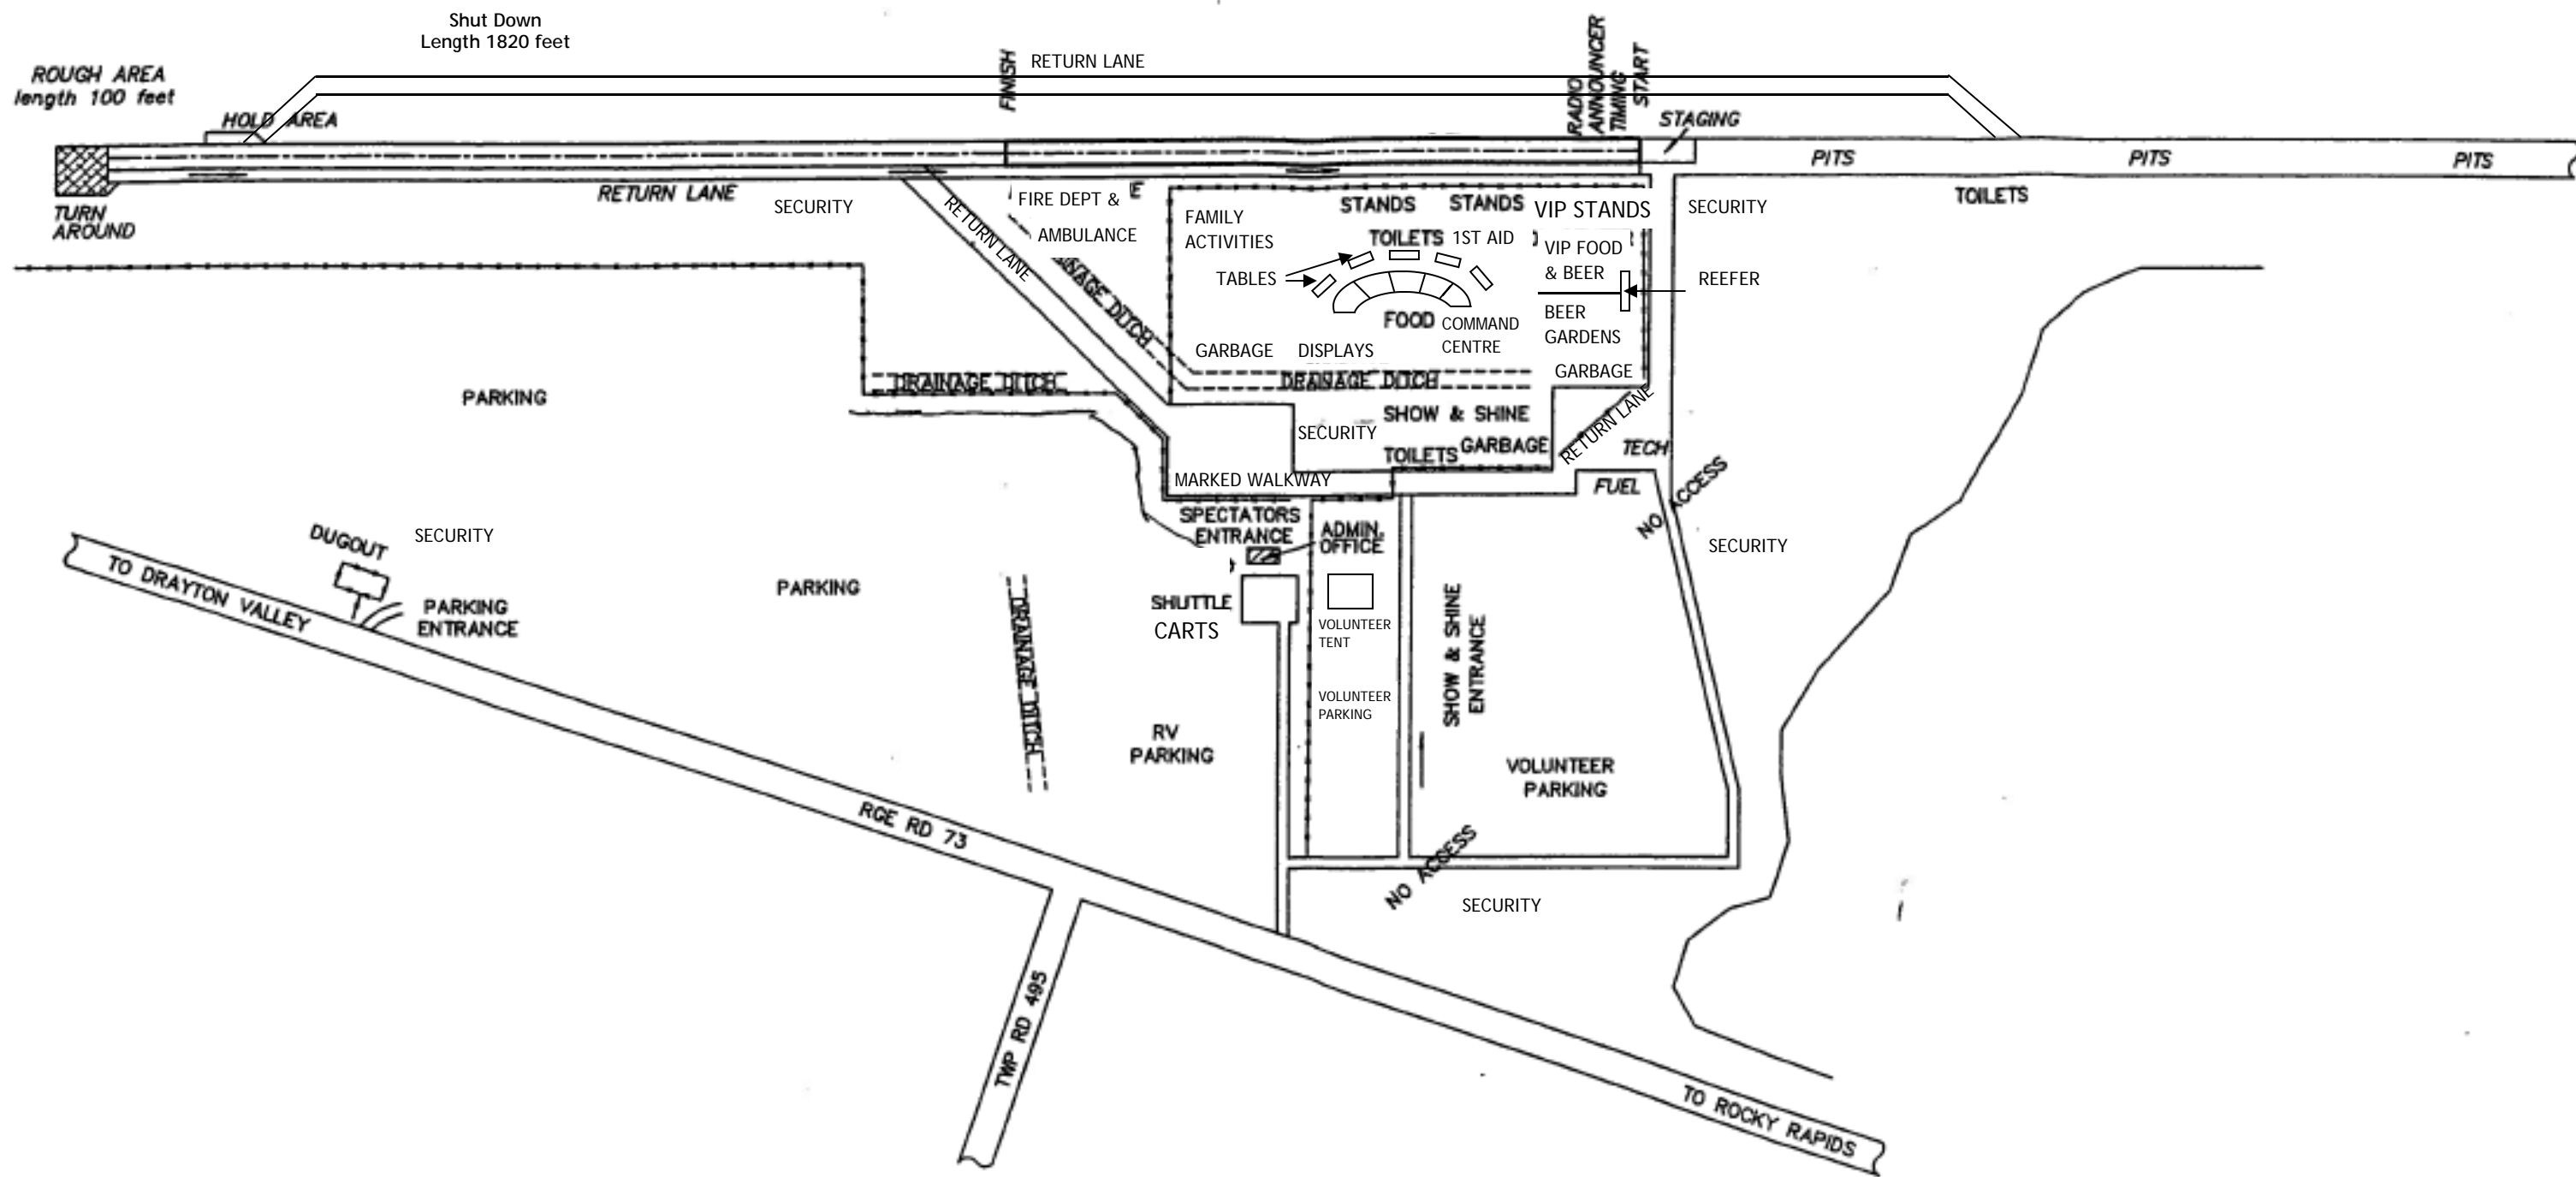 Shut Down
Length 1820 feet
ROUGH AREA
length 100 feet
HOLD AREA
FINISH
RETURN LANE
RADIO
ANNOUNCER
TIMING
START
STAGING
PITS
PITS
PITS
TOILETS
TURN
AROUND
RETURN LANE
SECURITY
RETURN LANE
FIRE DEPT &
AMBULANCE
FAMILY
ACTIVITIES
STANDS
STANDS
VIP STANDS
SECURITY
TOILETS
1ST AID
VIP FOOD
& BEER
TABLES
REEFER
FOOD
COMMAND
CENTRE
BEER
GARDENS
GARBAGE
DISPLAYS
GARBAGE
DRAINAGE DITCH
DRAINAGE DITCH
SHOW & SHINE
SECURITY
TOILETS
GARBAGE
RETURN LANE
TECH
FUEL
NO ACCESS
PARKING
MARKED WALKWAY
SPECTATORS
ENTRANCE
ADMIN.
OFFICE
SECURITY
DUGOUT
SECURITY
TO DRAYTON VALLEY
PARKING
ENTRANCE
PARKING
DRAINAGE DITCH
SHUTTLE
CARTS
VOLUNTEER
TENT
SHOW & SHINE
ENTRANCE
VOLUNTEER
PARKING
RV
PARKING
VOLUNTEER
PARKING
RGE RD 73
NO ACCESS
SECURITY
TWP RD 495
TO ROCKY RAPIDS